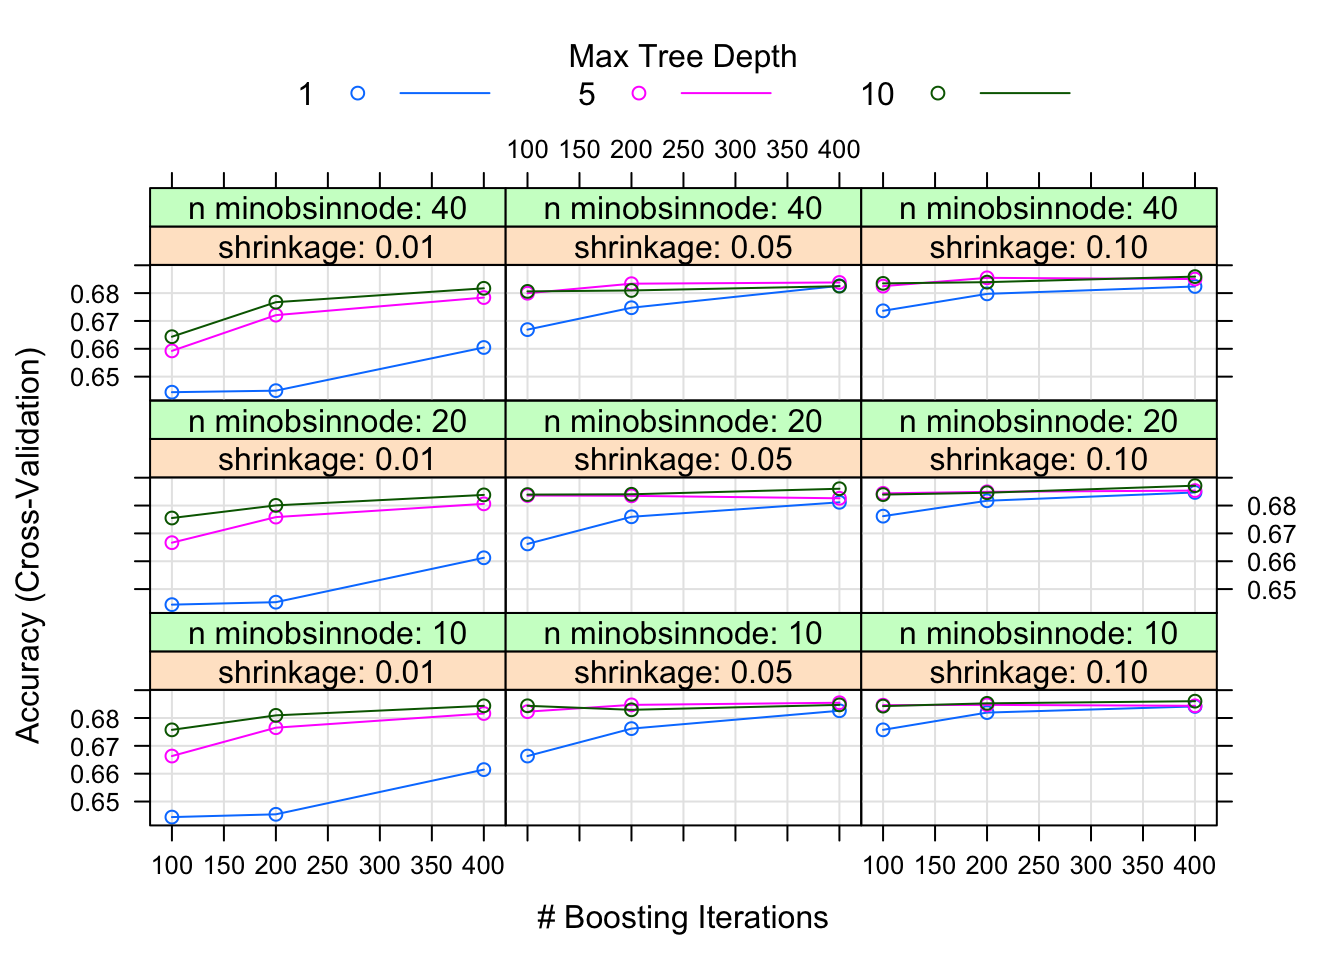 Max Tree Depth
1 5 10
100 150 200 250 300 350 400
n minobsinnode: 40 n minobsinnode: 40 n minobsinnode: 40
shrinkage: 0.01 shrinkage: 0.05 shrinkage: 0.10
0.68
0.67
0.66
0.65
n minobsinnode: 20 n minobsinnode: 20 n minobsinnode: 20
shrinkage: 0.01 shrinkage: 0.05 shrinkage: 0.10
0.68
0.67
0.66
0.65
n minobsinnode: 10 n minobsinnode: 10 n minobsinnode: 10
shrinkage: 0.01 shrinkage: 0.05 shrinkage: 0.10
0.68
0.67
0.66
0.65
Accuracy (Cross-Validation)
100 150 200 250 300 350 400 100 150 200 250 300 350 400
# Boosting Iterations